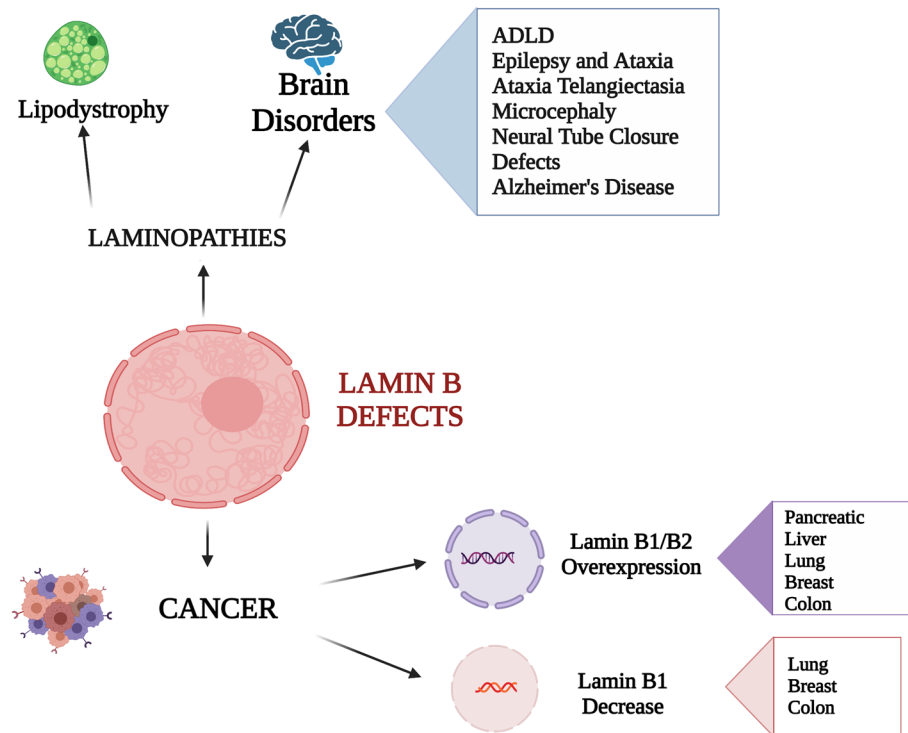 Lipodystrophy
Brain
Disorders
ADLD
Epilepsy and Ataxia
Ataxia Telangiectasia
Microcephaly
Neural Tube Closure
Defects
Alzheimer's Disease
LAMINOPATHIES
LAMIN B
DEFECTS
CANCER
Lamin B1/B2
Overexpression
Pancreatic
Liver
Lung
Breast
Colon
Lamin B1
Decrease
Lung
Breast
Colon